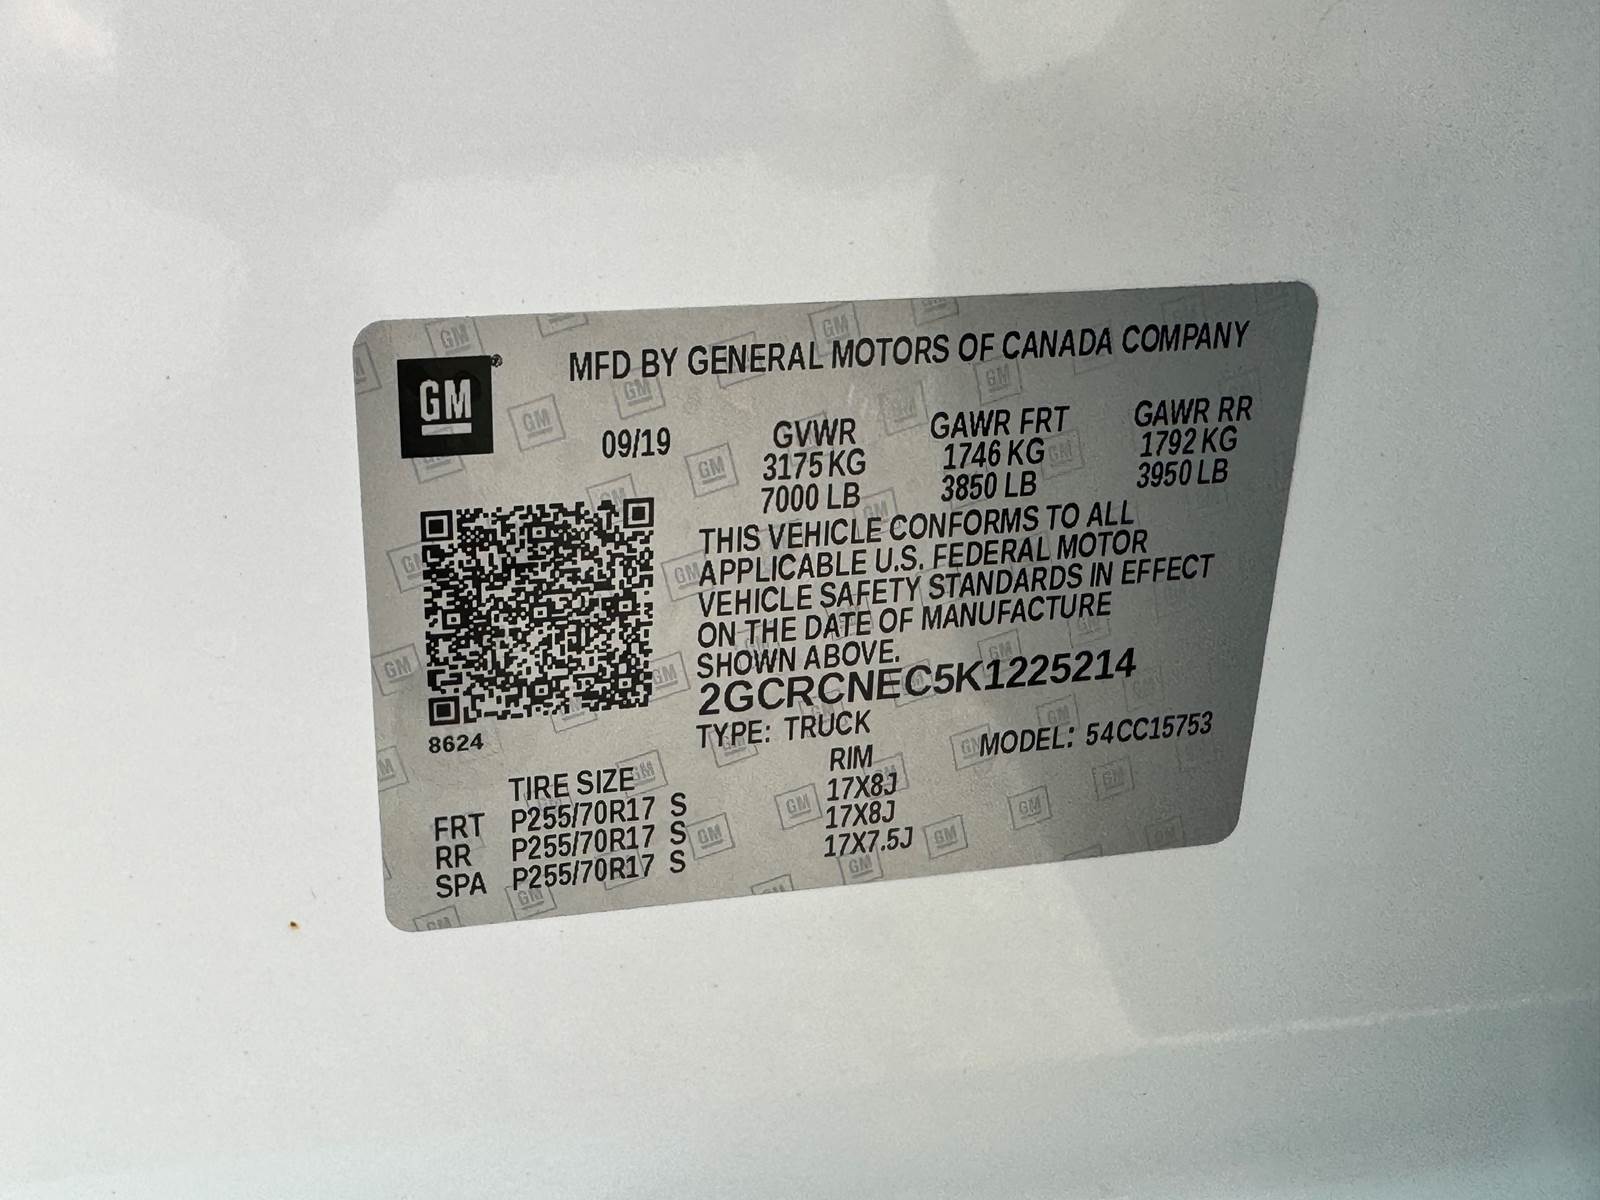 GM
MFD BY GENERAL MOTORS OF CANADA COMPANY
09/19
GVWR GAWR FRT GAWR RR
3175 KG 1746 KG 1792 KG
7000 LB 3850 LB 3950 LB
THIS VEHICLE CONFORMS TO ALL
APPLICABLE U.S. FEDERAL MOTOR
VEHICLE SAFETY STANDARDS IN EFFECT
ON THE DATE OF MANUFACTURE
SHOWN ABOVE.
2GCRCNEC5K1225214
8624
TYPE: TRUCK MODEL: 54CC15753
TIRE SIZE RIM
FRT P255/70R17 S 17X8J
RR P255/70R17 S 17X8J
SPA P255/70R17 S 17X7.5J